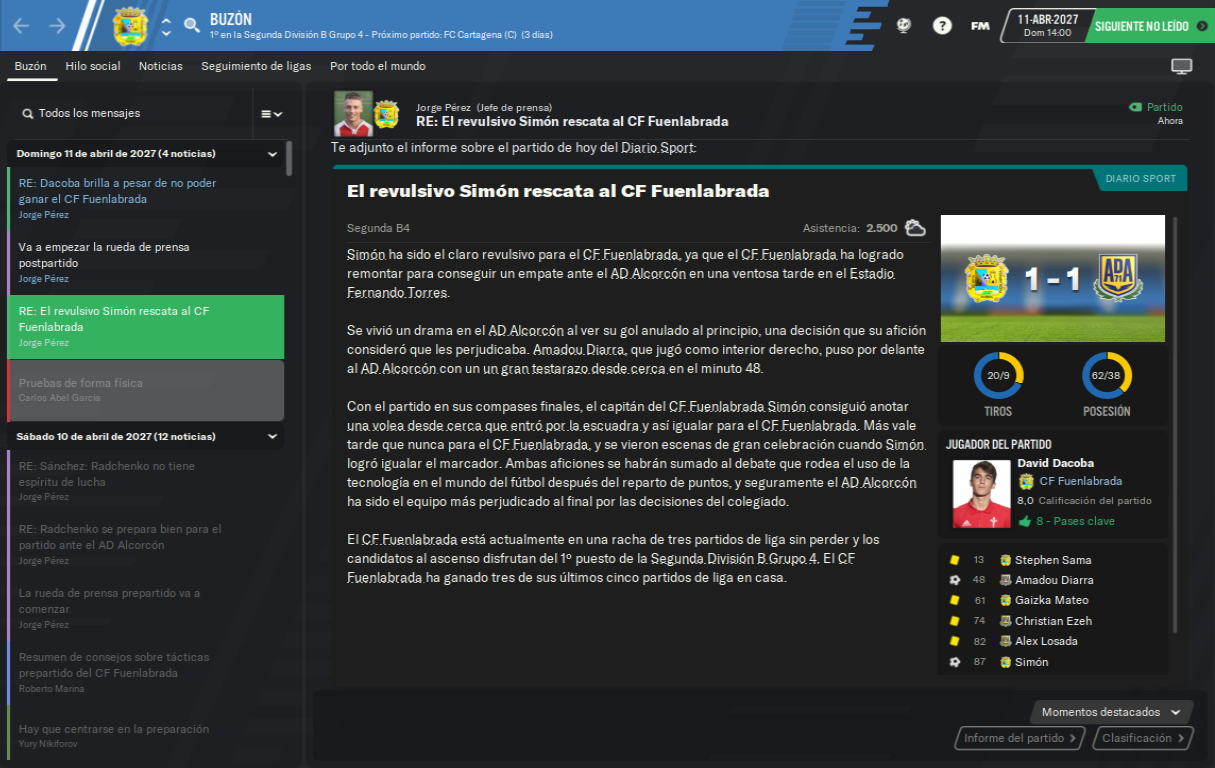 BUZÓN
1º en la Segunda División B Grupo 4 - Próximo partido: FC Cartagena (C) (3 días)
?
FM
11-ABR-2027
Dom 14:00
SIGUIENTE NO LEÍDO
Buzón
Hilo social
Noticias
Seguimiento de ligas
Por todo el mundo
Todos los mensajes
Domingo 11 de abril de 2027 (4 noticias)
RE: Dacoba brilla a pesar de no poder
ganar el CF Fuenlabrada
Jorge Pérez
Va a empezar la rueda de prensa
postpartido
Jorge Pérez
RE: El revulsivo Simón rescata al CF
Fuenlabrada
Jorge Pérez
Pruebas de forma física
Carlos Abel García
Sábado 10 de abril de 2027 (12 noticias)
RE: Sánchez: Radchenko no tiene
espíritu de lucha
Jorge Pérez
RE: Radchenko se prepara bien para el
partido ante el AD Alcorcón
Jorge Pérez
La rueda de prensa prepartido va a
comenzar
Jorge Pérez
Resumen de consejos sobre tácticas
prepartido del CF Fuenlabrada
Roberto Marina
Hay que centrarse en la preparación
Yury Nikiforov
Jorge Pérez (Jefe de prensa)
RE: El revulsivo Simón rescata al CF Fuenlabrada
Partido
Ahora
Te adjunto el informe sobre el partido de hoy del Diario Sport:
El revulsivo Simón rescata al CF Fuenlabrada
DIARIO SPORT
Segunda B4
Asistencia: 2.500
Simón ha sido el claro revulsivo para el CF Fuenlabrada, ya que el CF Fuenlabrada ha logrado
remontar para conseguir un empate ante el AD Alcorcón en una ventosa tarde en el Estadio
Fernando Torres.
Se vivió un drama en el AD Alcorcón al ver su gol anulado al principio, una decisión que su afición
consideró que les perjudicaba. Amadou Diarra, que jugó como interior derecho, puso por delante
al AD Alcorcón con un un gran testarazo desde cerca en el minuto 48.
Con el partido en sus compases finales, el capitán del CF Fuenlabrada Simón consiguió anotar
una volea desde cerca que entró por la escuadra y así igualar para el CF Fuenlabrada. Más vale
tarde que nunca para el CF Fuenlabrada, y se vieron escenas de gran celebración cuando Simón
logró igualar el marcador. Ambas aficiones se habrán sumado al debate que rodea el uso de la
tecnología en el mundo del fútbol después del reparto de puntos, y seguramente el AD Alcorcón
ha sido el equipo más perjudicado al final por las decisiones del colegiado.
El CF Fuenlabrada está actualmente en una racha de tres partidos de liga sin perder y los
candidatos al ascenso disfrutan del 1º puesto de la Segunda División B Grupo 4. El CF
Fuenlabrada ha ganado tres de sus últimos cinco partidos de liga en casa.
1 - 1
ADA
20/9
TIROS
62/38
POSESIÓN
JUGADOR DEL PARTIDO
David Dacoba
CF Fuenlabrada
8,0 Calificación del partido
8 - Pases clave
13 Stephen Sama
48 Amadou Diarra
61 Gaizka Mateo
74 Christian Ezeh
82 Alex Losada
87 Simón
Momentos destacados
Informe del partido
Clasificación